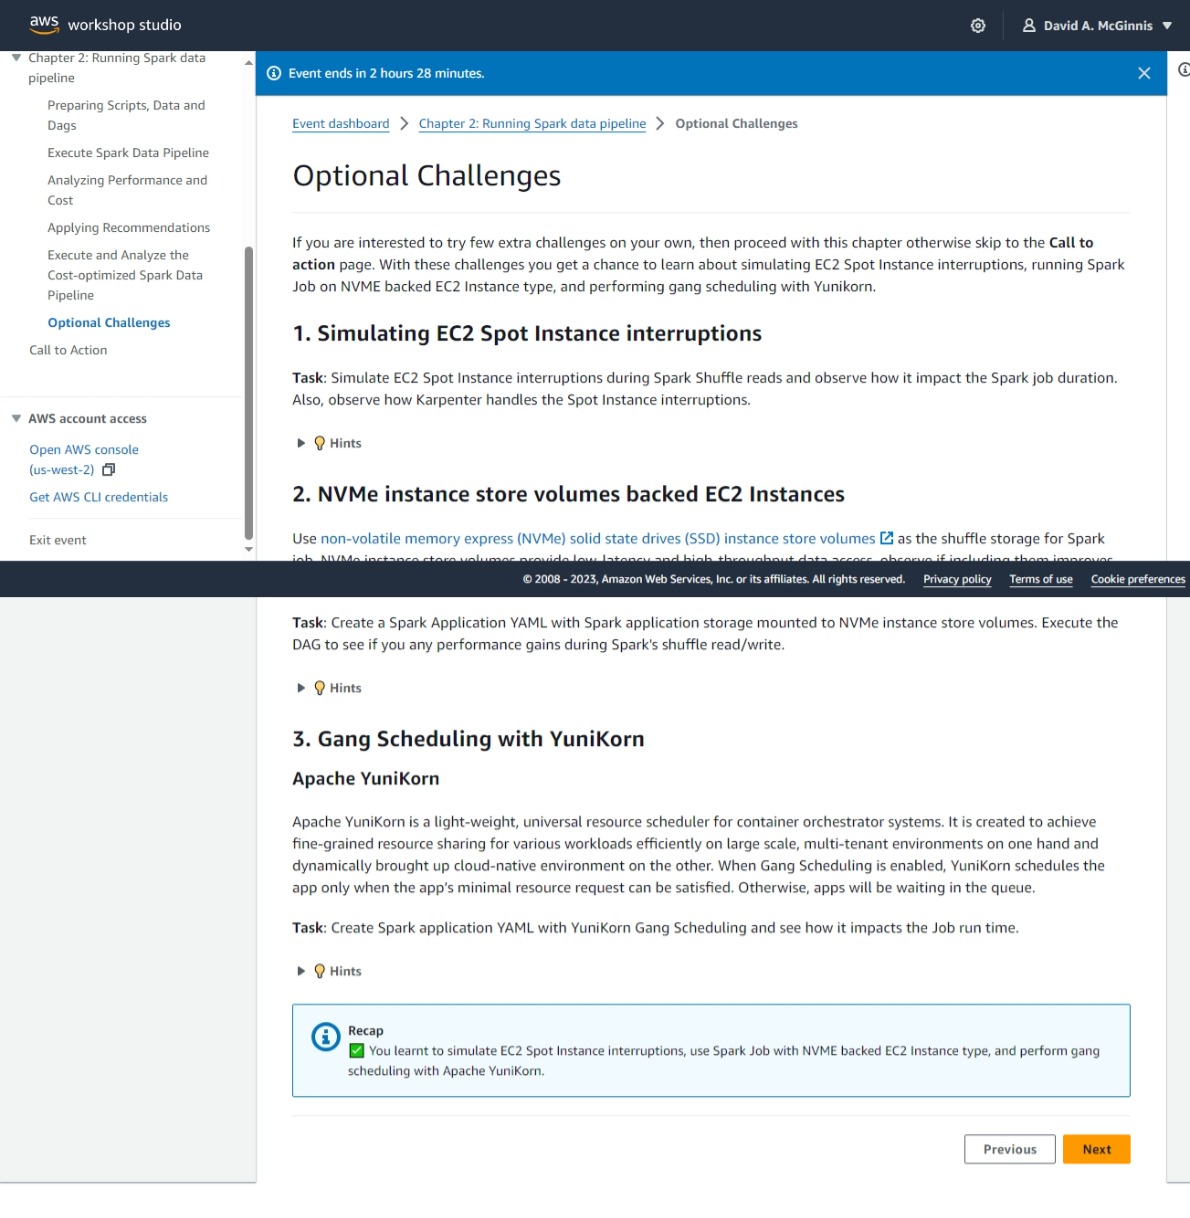 aws workshop studio
David A. McGinnis
Chapter 2: Running Spark data
pipeline
Preparing Scripts, Data and
Dags
Execute Spark Data Pipeline
Analyzing Performance and
Cost
Applying Recommendations
Execute and Analyze the
Cost-optimized Spark Data
Pipeline
Optional Challenges
Call to Action
AWS account access
Open AWS console
(us-west-2)
Get AWS CLI credentials
Exit event
Event ends in 2 hours 28 minutes.
Event dashboard > Chapter 2: Running Spark data pipeline > Optional Challenges
Optional Challenges
If you are interested to try few extra challenges on your own, then proceed with this chapter otherwise skip to the Call to
action page. With these challenges you get a chance to learn about simulating EC2 Spot Instance interruptions, running Spark
Job on NVME backed EC2 Instance type, and performing gang scheduling with Yunikorn.
1. Simulating EC2 Spot Instance interruptions
Task: Simulate EC2 Spot Instance interruptions during Spark Shuffle reads and observe how it impact the Spark job duration.
Also, observe how Karpenter handles the Spot Instance interruptions.
Hints
2. NVMe instance store volumes backed EC2 Instances
Use non-volatile memory express (NVMe) solid state drives (SSD) instance store volumes as the shuffle storage for Spark
job. NVMe instance store volumes provide low-latency and high-throughput data access, observe if including them improves
© 2008 - 2023, Amazon Web Services, Inc. or its affiliates. All rights reserved. Privacy policy Terms of use Cookie preferences
Task: Create a Spark Application YAML with Spark application storage mounted to NVMe instance store volumes. Execute the
DAG to see if you any performance gains during Spark's shuffle read/write.
Hints
3. Gang Scheduling with YuniKorn
Apache YuniKorn
Apache YuniKorn is a light-weight, universal resource scheduler for container orchestrator systems. It is created to achieve
fine-grained resource sharing for various workloads efficiently on large scale, multi-tenant environments on one hand and
dynamically brought up cloud-native environment on the other. When Gang Scheduling is enabled, YuniKorn schedules the
app only when the app's minimal resource request can be satisfied. Otherwise, apps will be waiting in the queue.
Task: Create Spark application YAML with YuniKorn Gang Scheduling and see how it impacts the Job run time.
Hints
Recap
✅ You learnt to simulate EC2 Spot Instance interruptions, use Spark Job with NVME backed EC2 Instance type, and perform gang
scheduling with Apache YuniKorn.
Previous Next